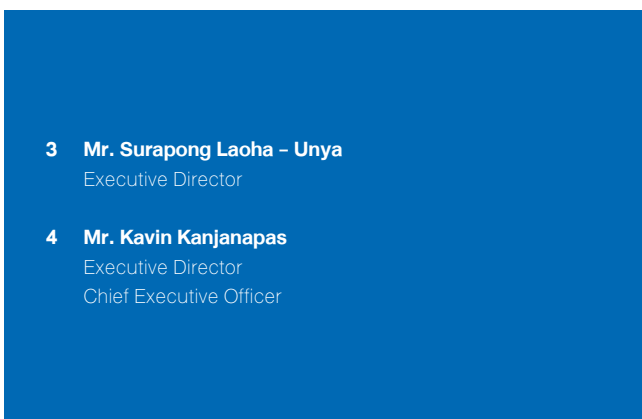 3 Mr. Surapong Laoha – Unya
Executive Director
4 Mr. Kavin Kanjanapas
Executive Director
Chief Executive Officer